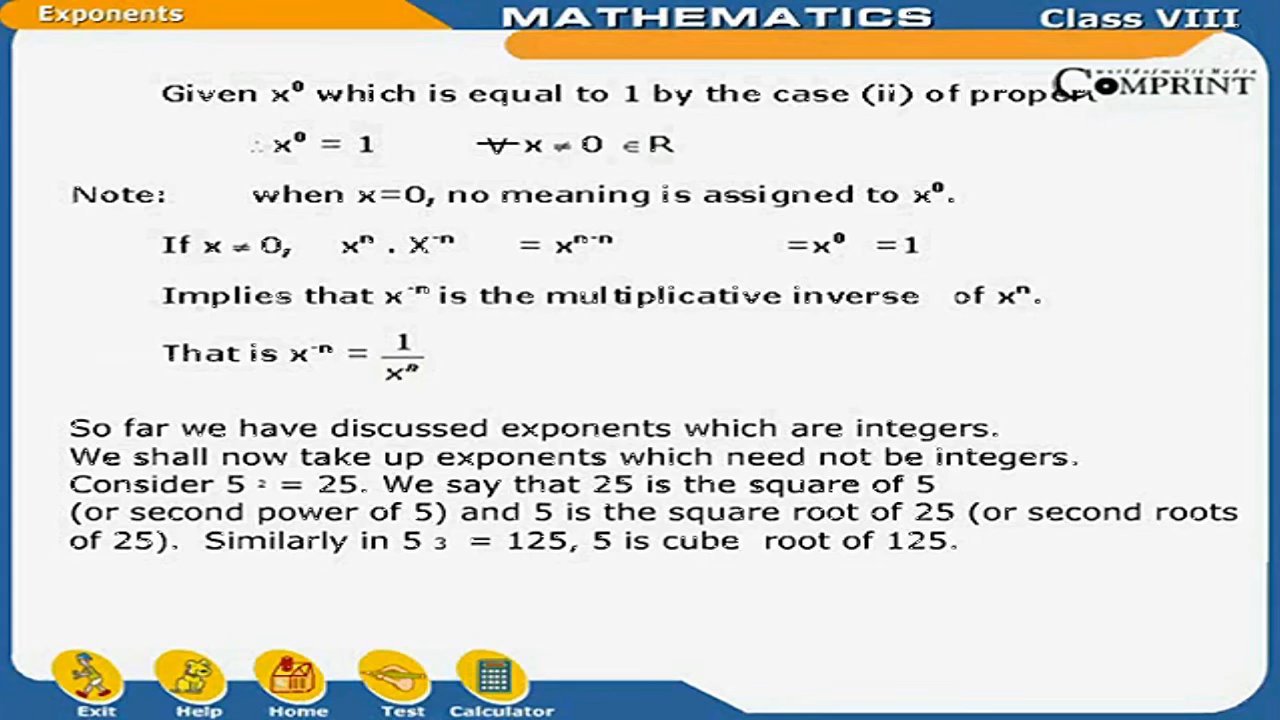 Exponents
MATHEMATICS
Class VIII
world of multi Media
COMPRINT
Given x⁰ which is equal to 1 by the case (ii) of
∴ x⁰ = 1 ∀ x ≠ 0 ∈ R
Note: when x=0, no meaning is assigned to x⁰.
If x ≠ 0, xⁿ . X⁻ⁿ = xⁿ⁻ⁿ =x⁰ =1
Implies that x⁻ⁿ is the multiplicative inverse of xⁿ.
That is x⁻ⁿ = 1/xⁿ
So far we have discussed exponents which are integers.
We shall now take up exponents which need not be integers.
Consider 5 ² = 25. We say that 25 is the square of 5
(or second power of 5) and 5 is the square root of 25 (or second roots
of 25). Similarly in 5 3 = 125, 5 is cube root of 125.
Exit Help Home Test Calculator